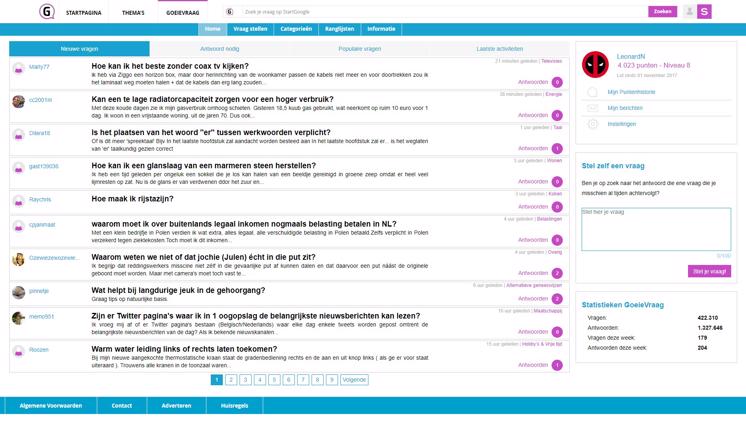 G STARTPAGINA THEMA'S GOEIEVRAAG
G Zoek je vraag op StartGoogle Zoeken S
Home Vraag stellen Categorieën Ranglijsten Informatie
Nieuwe vragen Antwoord nodig Populaire vragen Laatste activiteiten
21 minuten geleden | Televisies
Marty77
Hoe kan ik het beste zonder coax tv kijken?
Ik heb via Ziggo een horizon box, maar door herinrichting van de woonkamer passen de kabels niet meer en voor doortrekken zou ik
het laminaat weg moeten halen + dat de kabels dan erg lang zouden...
Antwoorden 0
38 minuten geleden | Energie
cc2001nl
Kan een te lage radiatorcapaciteit zorgen voor een hoger verbruik?
Met deze koude dagen zie ik mijn gasverbruik omhoog schieten. Gisteren 18,5 kuub gas gebruikt, wat neerkomt op ruim 10 euro voor 1
dag. Ik woon in een vrijstaande woning, uit de jaren 70. Dus ook...
Antwoorden 0
1 uur geleden | Taal
Dilara18
Is het plaatsen van het woord "er" tussen werkwoorden verplicht?
Of is dit meer 'spreektaal' Bijv In het laatste hoofdstuk zal aandacht worden besteed aan In het laatste hoofdstuk zal er... is het weglaten
van 'er' taalkundig gezien correct
Antwoorden 1
3 uur geleden | Wonen
gast139036
Hoe kan ik een glanslaag van een marmeren steen herstellen?
Ik heb een tijd geleden per ongeluk een sokkel die je los kan halen van een beeldje gereinigd in groene zeep omdat er heel veel
lijmresten op zat. Nu is de glans er van verdwenen ddor het zuur en...
Antwoorden 0
3 uur geleden | Koken
Raychris
Hoe maak ik rijstazijn?
Antwoorden 0
4 uur geleden | Belastingen
cpjanmaat
waarom moet ik over buitenlands legaal inkomen nogmaals belasting betalen in NL?
Met een klein bedrijfje in Polen verdien ik wat extra, alles legaal, alle verschuldigde belasting in Polen betaald.Zelfs verplicht in Polen
verzekerd tegen ziektekosten.Toch moet ik dit inkomen...
Antwoorden
4 uur geleden | Overig
Waarom weten we niet of dat jochie (Julen) écht in die put zit?
Ik begrijp dat reddingswerkers misscine niet zélf in die gevaarlijke put af kunnen dalen en dat daarvoor een put náást de originele
geboord moet worden. Maar met camera's moet toch vast te...
Antwoorden 2
6 uur geleden | Alternatieve geneeswijzen
pinnetje
Wat helpt bij langdurige jeuk in de gehoorgang?
Graag tips op natuurlijke basis.
Antwoorden 2
15 uur geleden | Maatschappij
memo551
Zijn er Twitter pagina's waar ik in 1 oogopslag de belangrijkste nieuwsberichten kan lezen?
Ik vroeg mij af of er Twitter pagina's bestaan (Belgisch/Nederlands) waar elke dag enkele tweets worden gepost omtrent de
belangrijkste nieuwsberichten van de dag? Als ik bekende nieuwskanalen...
Antwoorden 0
15 uur geleden | Hobby's & Vrije tijd
Roozen
Warm water leiding links of rechts laten toekomen?
Bij mijn nieuwe aangekochte thermostatische kraan staat de gradenbediening rechts en de aan en uit knop links ( als ge er voor staat
uiteraard ). Trouwens alle kranen in de toonzaal waren...
Antwoorden 1
1 2 3 4 5 6 7 8 9 Volgende
LeonardN
4.023 punten - Niveau 8
Lid sinds 01 november 2017
Mijn Puntenhistorie
Mijn berichten
Instellingen
Stel zelf een vraag
Ben je op zoek naar het antwoord die ene vraag die je
misschien al tijden achtervolgt?
Stel hier je vraag
0/100
Stel je vraag!
Statistieken GoeieVraag
Vragen: 422.310
Antwoorden: 1.327.646
Vragen deze week: 179
Antwoorden deze week: 204
Algemene Voorwaarden Contact Adverteren Huisregels